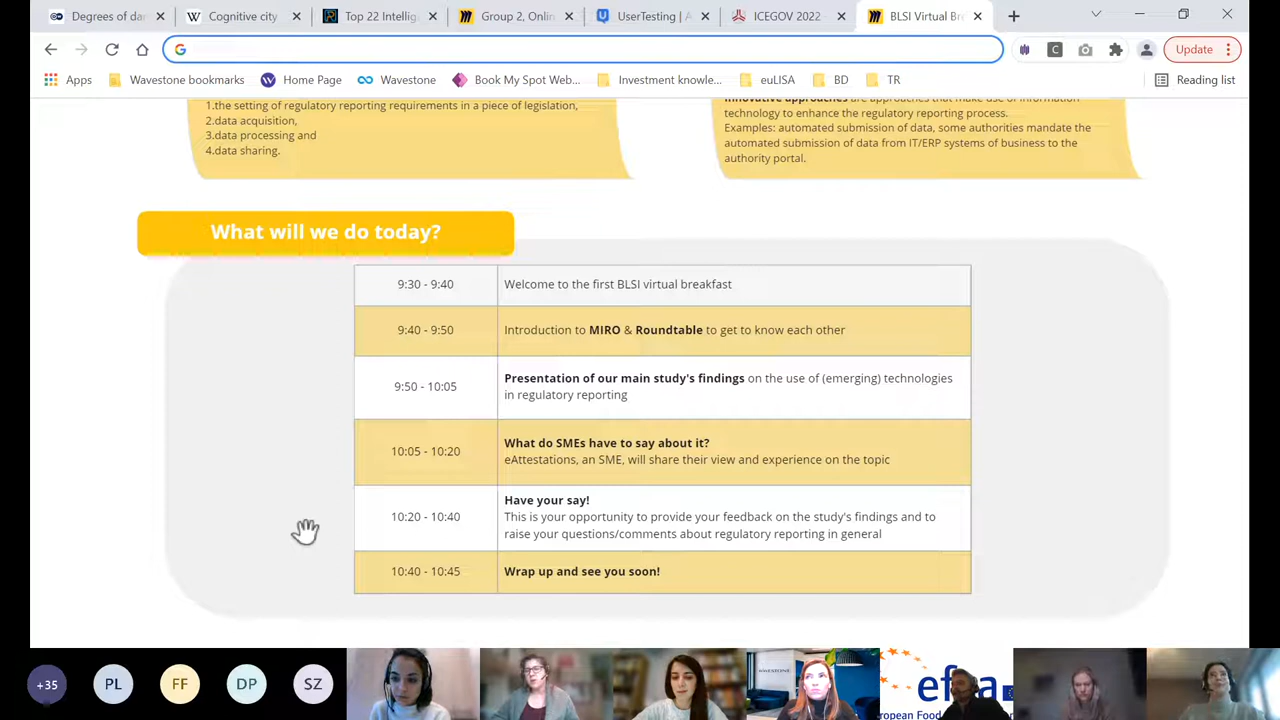 Degrees of da
Cognitive city
Top 22 Intellig
Group 2, Onlin
UserTesting | A
ICEGOV 2022 -
BLSI Virtual Bre
Update
Apps
Wavestone bookmarks
Home Page
Wavestone
Book My Spot Web...
Investment knowle...
euLISA
BD
TR
Reading list
1.the setting of regulatory reporting requirements in a piece of legislation,
2.data acquisition,
3.data processing and
4.data sharing.
Innovative approaches are approaches that make use of information
technology to enhance the regulatory reporting process.
Examples: automated submission of data, some authorities mandate the
automated submission of data from IT/ERP systems of business to the
authority portal.
What will we do today?
9:30 - 9:40 Welcome to the first BLSI virtual breakfast
9:40 - 9:50 Introduction to MIRO & Roundtable to get to know each other
9:50 - 10:05 Presentation of our main study's findings on the use of (emerging) technologies
in regulatory reporting
10:05 - 10:20 What do SMEs have to say about it?
eAttestations, an SME, will share their view and experience on the topic
10:20 - 10:40 Have your say!
This is your opportunity to provide your feedback on the study's findings and to
raise your questions/comments about regulatory reporting in general
10:40 - 10:45 Wrap up and see you soon!
+35
PL
FF
DP
SZ
European Food